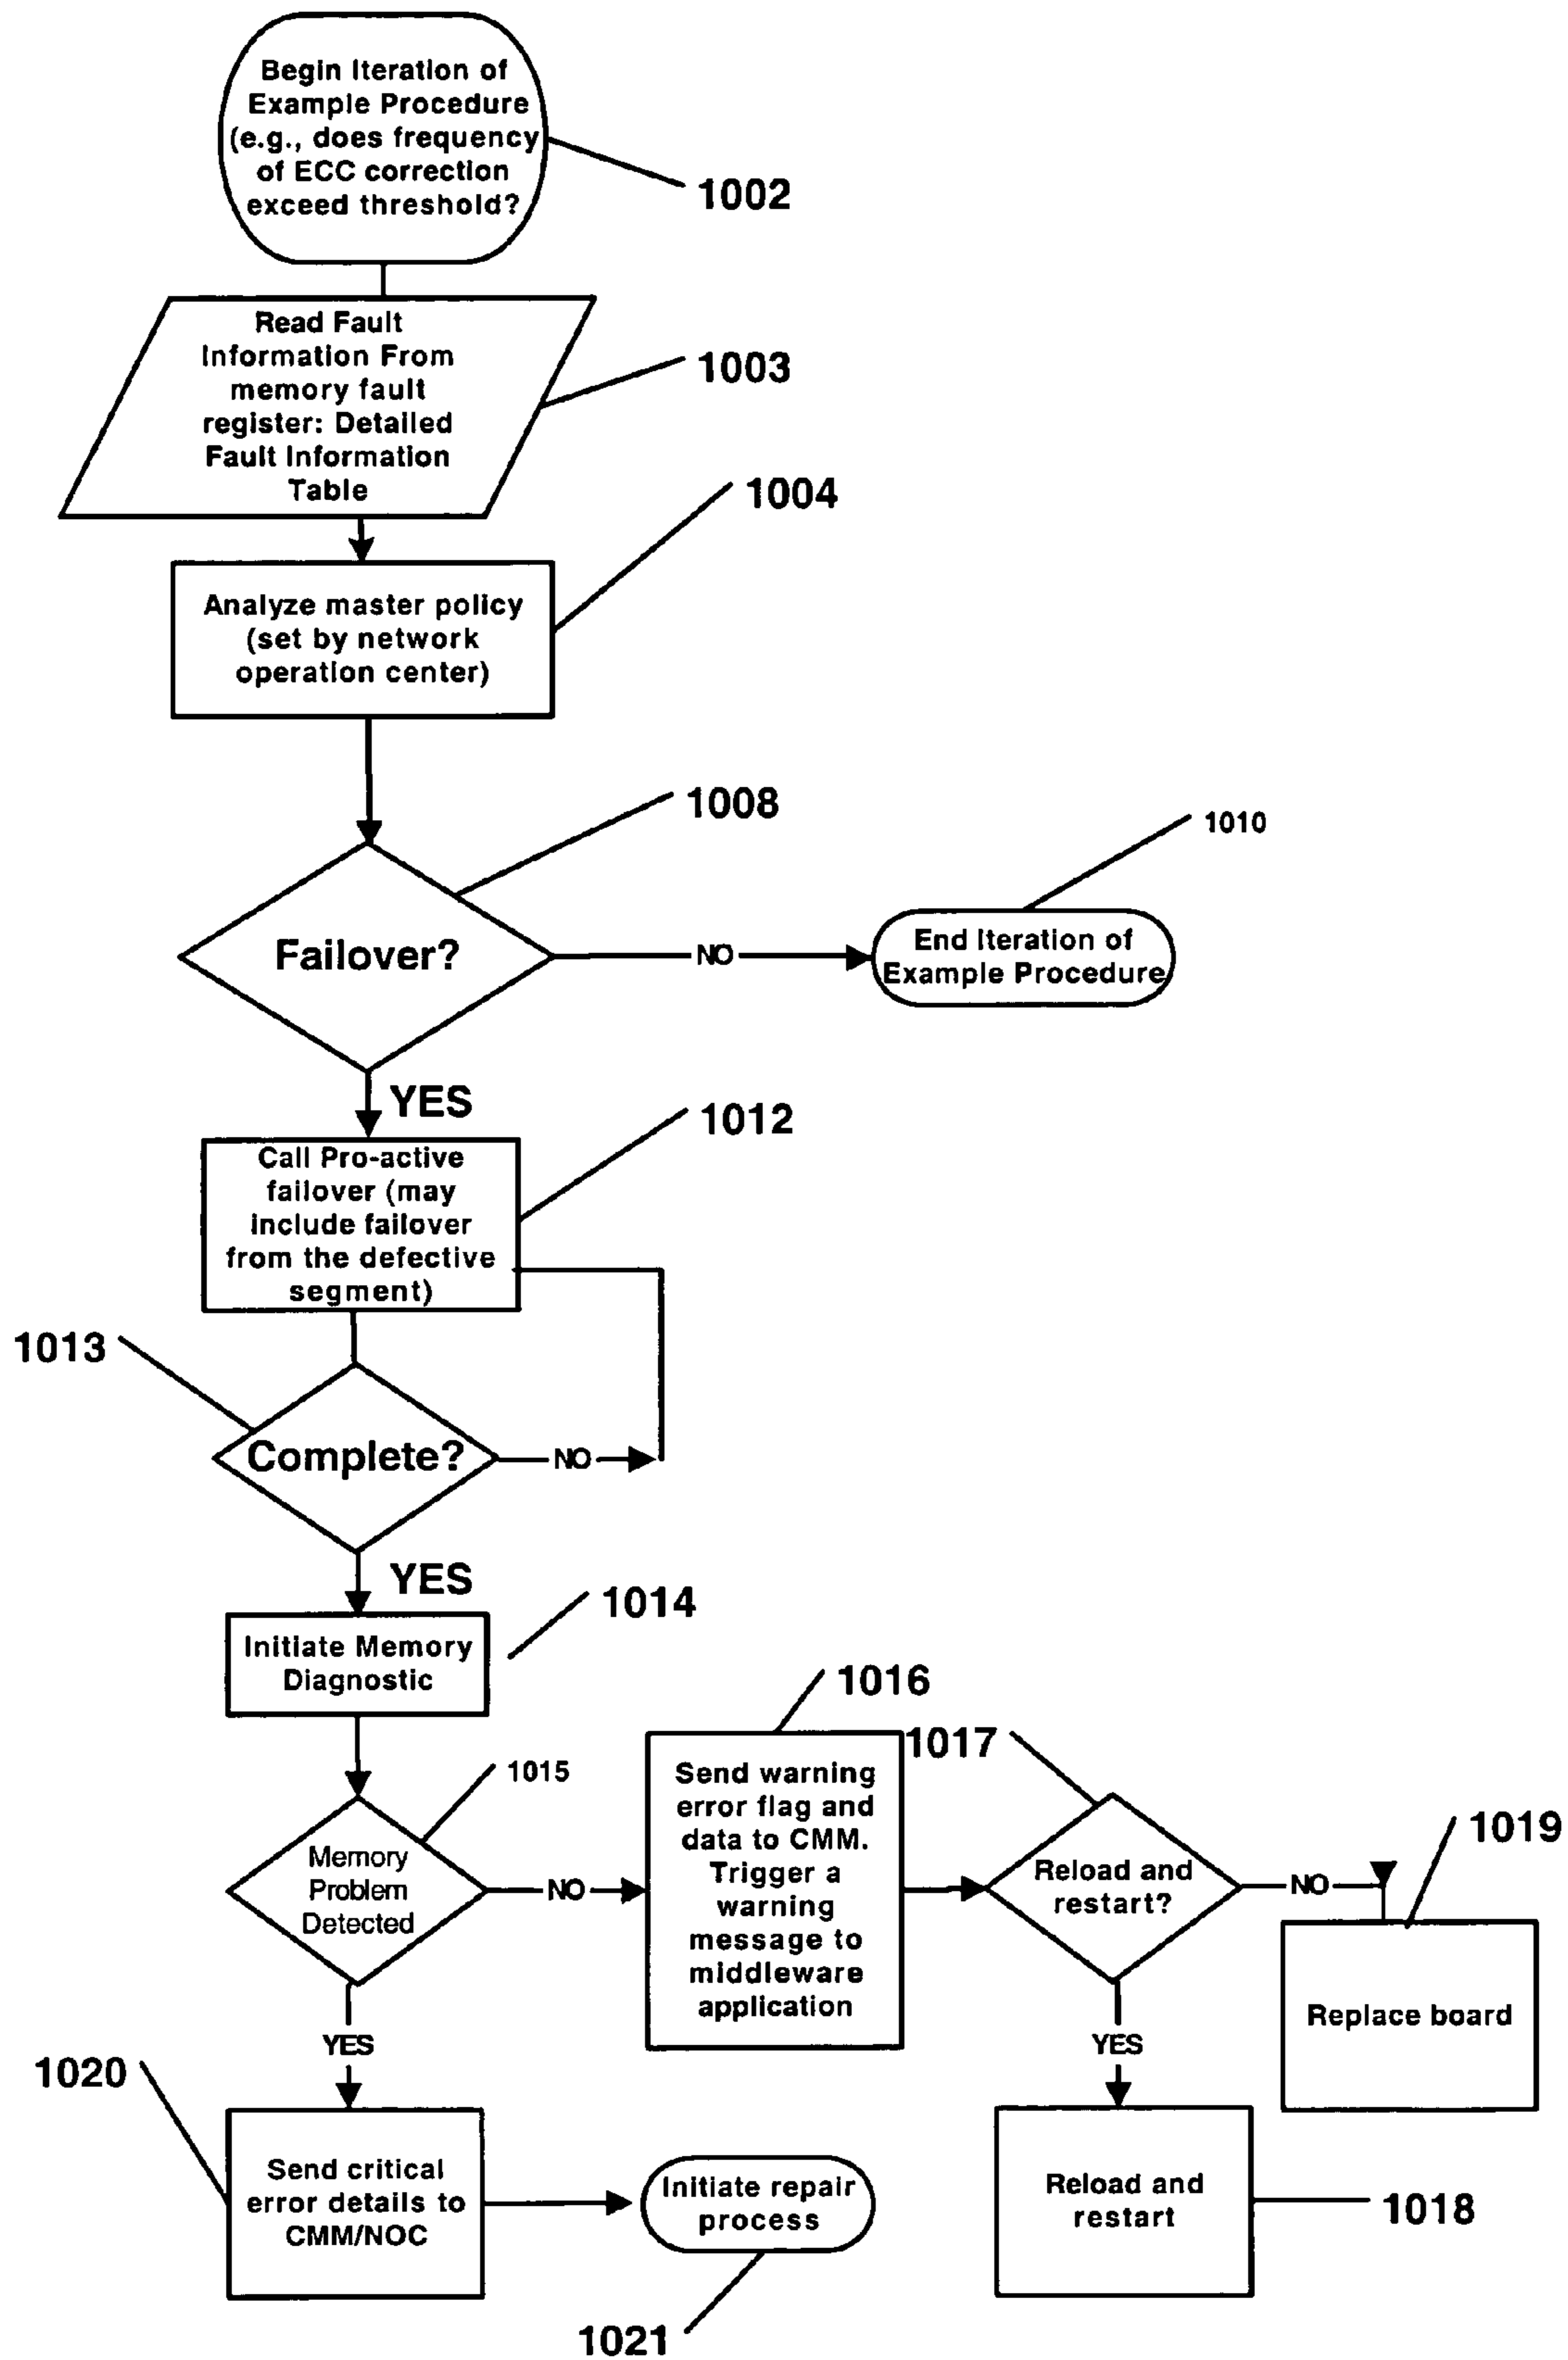 Begin Iteration of
Example Procedure
(e.g., does frequency
of ECC correction
exceed threshold?
1002
Read Fault
Information From
memory fault
register: Detailed
Fault Information
Table
1003
1004
Analyze master policy
(set by network
operation center)
1008
1010
Failover?
NO
End Iteration of
Example Procedure
YES
1012
Call Pro-active
failover (may
include failover
from the defective
segment)
1013
Complete?
NO
YES
1014
Initiate Memory
Diagnostic
1015
Memory
Problem
Detected
NO
1016
Send warning
error flag and
data to CMM.
Trigger a
warning
message to
middleware
application
1017
Reload and
restart?
NO
1019
Replace board
YES
YES
1020
Send critical
error details to
CMM/NOC
Initiate repair
process
1021
Reload and
restart
1018